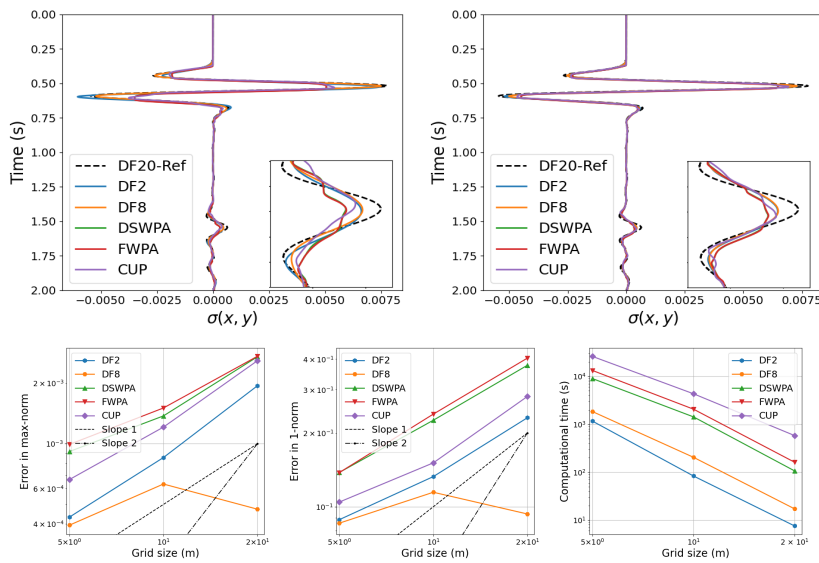 0.00
0.25
0.50
0.75
1.00
1.25
1.50
1.75
2.00
Time (s)
−0.0050
−0.0025
0.0000
0.0025
0.0050
0.0075
σ(x, y)
DF20-Ref
DF2
DF8
DSWPA
FWPA
CUP
0.00
0.25
0.50
0.75
1.00
1.25
1.50
1.75
2.00
Time (s)
−0.0050
−0.0025
0.0000
0.0025
0.0050
0.0075
σ(x, y)
DF20-Ref
DF2
DF8
DSWPA
FWPA
CUP
2 × 10⁻³
10⁻³
6 × 10⁻⁴
4 × 10⁻⁴
Error in max-norm
5×10⁰
10¹
2×10¹
Grid size (m)
DF2
DF8
DSWPA
FWPA
CUP
Slope 1
Slope 2
4 × 10⁻¹
3 × 10⁻¹
2 × 10⁻¹
10⁻¹
Error in 1-norm
5×10⁰
10¹
2×10¹
Grid size (m)
DF2
DF8
DSWPA
FWPA
CUP
Slope 1
Slope 2
10⁴
10³
10²
10¹
Computational time (s)
5×10⁰
10¹
2×10¹
Grid size (m)
DF2
DF8
DSWPA
FWPA
CUP